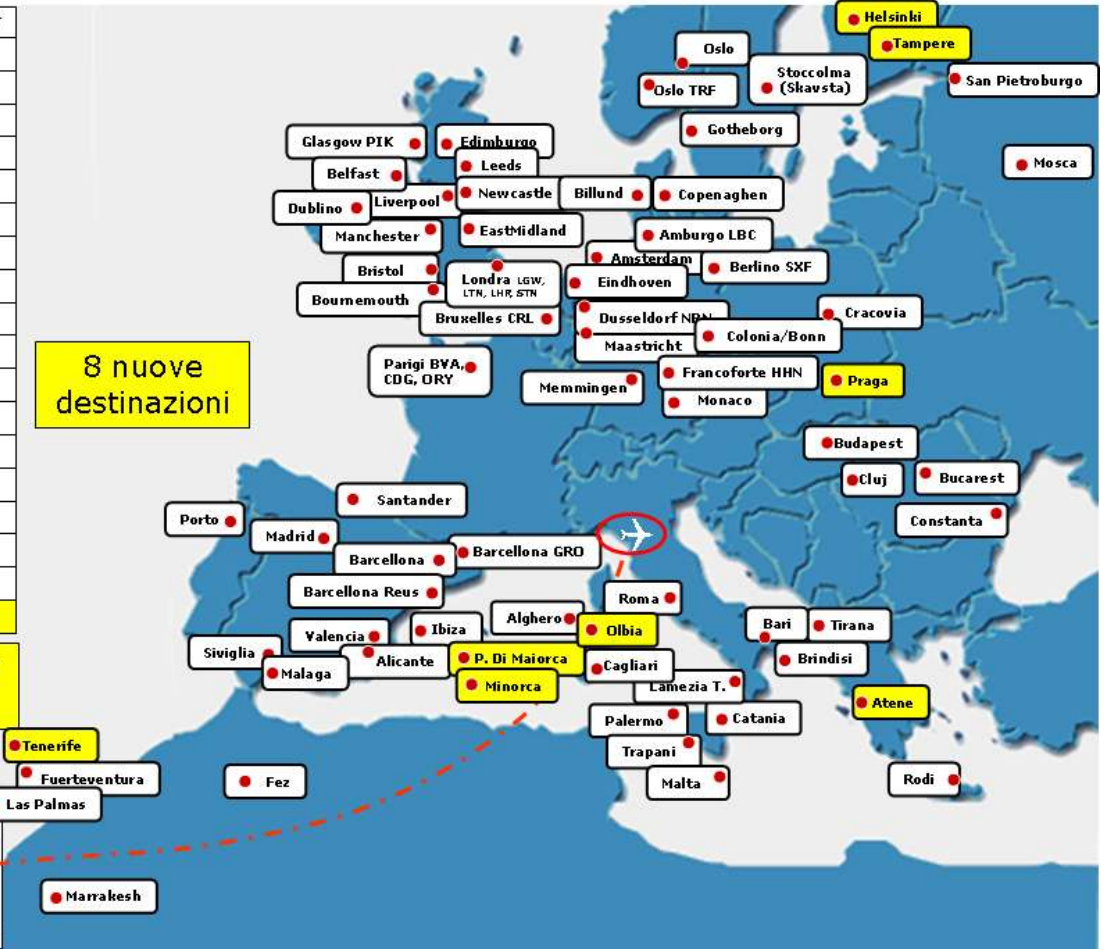 Helsinki
Tampere
Oslo
Stoccolma
(Skavsta)
San Pietroburgo
Oslo TRF
Gotheborg
Glasgow PIK
Edimburgo
Mosca
Leeds
Belfast
Newcastle
Billund
Copenaghen
Liverpool
Dublino
EastMidland
Manchester
Amburgo LBC
Amsterdam
Bristol
Berlino SXF
Londra LGW,
LTN, LHR, STN
Eindhoven
Bournemouth
Bruxelles CRL
Dusseldorf NRN
Cracovia
Colonia/Bonn
Maastricht
8 nuove
destinazioni
Parigi BVA,
CDG, ORY
Francoforte HHN
Praga
Memmingen
Monaco
Budapest
Cluj
Bucarest
Santander
Porto
Constanta
Madrid
Barcellona GRO
Barcellona
Barcellona Reus
Roma
Alghero
Olbia
Bari
Tirana
Valencia
Ibiza
Siviglia
Alicante
P. Di Maiorca
Cagliari
Brindisi
Malaga
Minorca
Lamezia T.
Atene
Palermo
Catania
Tenerife
Trapani
Fuerteventura
Fez
Malta
Rodi
Las Palmas
Marrakesh